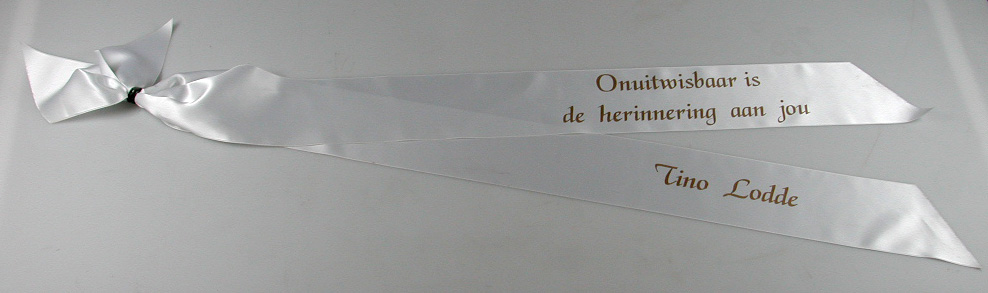 Onuitwisbaar is
de herinnering aan jou
Tino Lodde